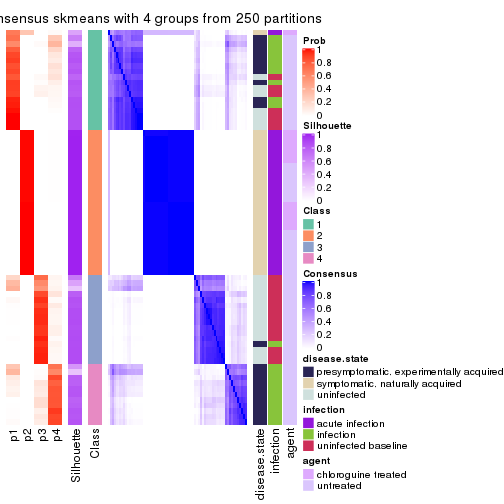 nsensus skmeans with 4 groups from 250 partitions
Prob
1
0.8
0.6
0.4
0.2
0
Silhouette
1
0.8
0.6
0.4
0.2
0
Class
1
2
3
4
Consensus
1
0.8
0.6
0.4
0.2
0
disease.state
presymptomatic. experimentally acquired
symptomatic. naturally acquired
uninfected
infection
acute infection
infection
uninfected baseline
agent
chloroguine treated
untreated
p1
p2
p3
p4
Silhouette
Class
disease.state
infection
agent